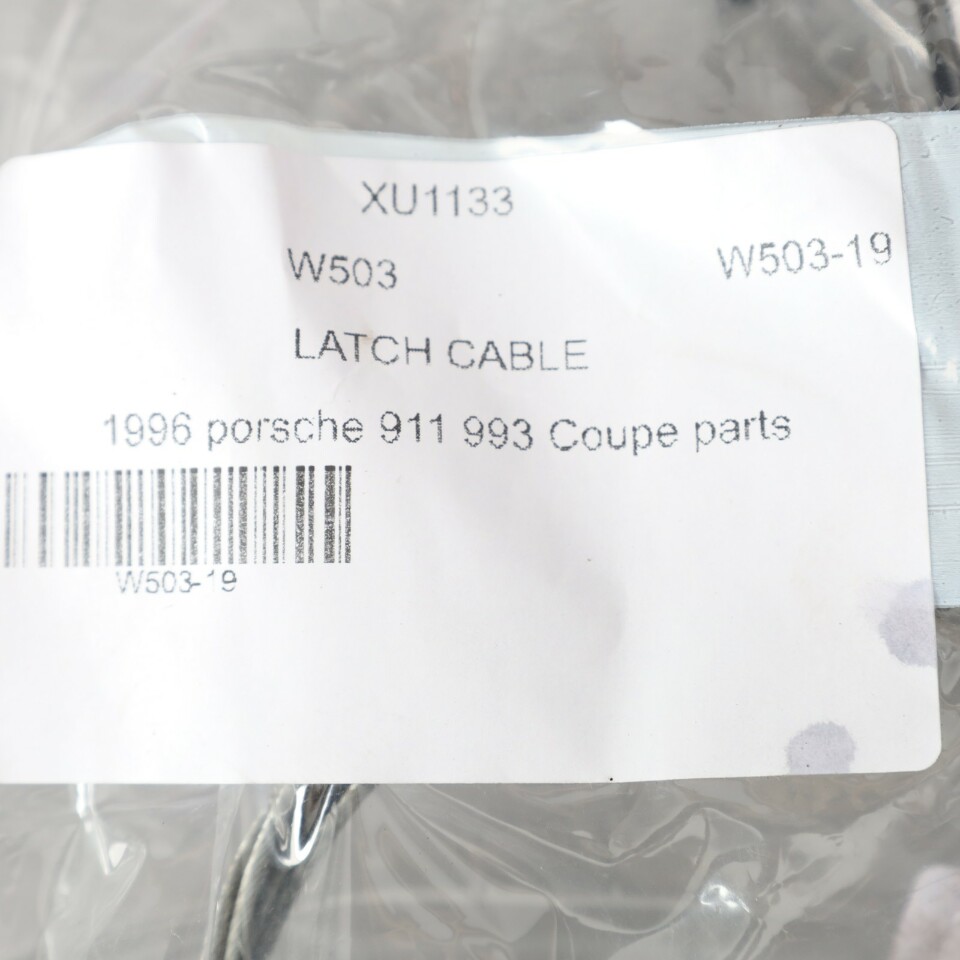 XU1133
W503 W503-19
LATCH CABLE
1996 porsche 911 993 Coupe parts
W503-19